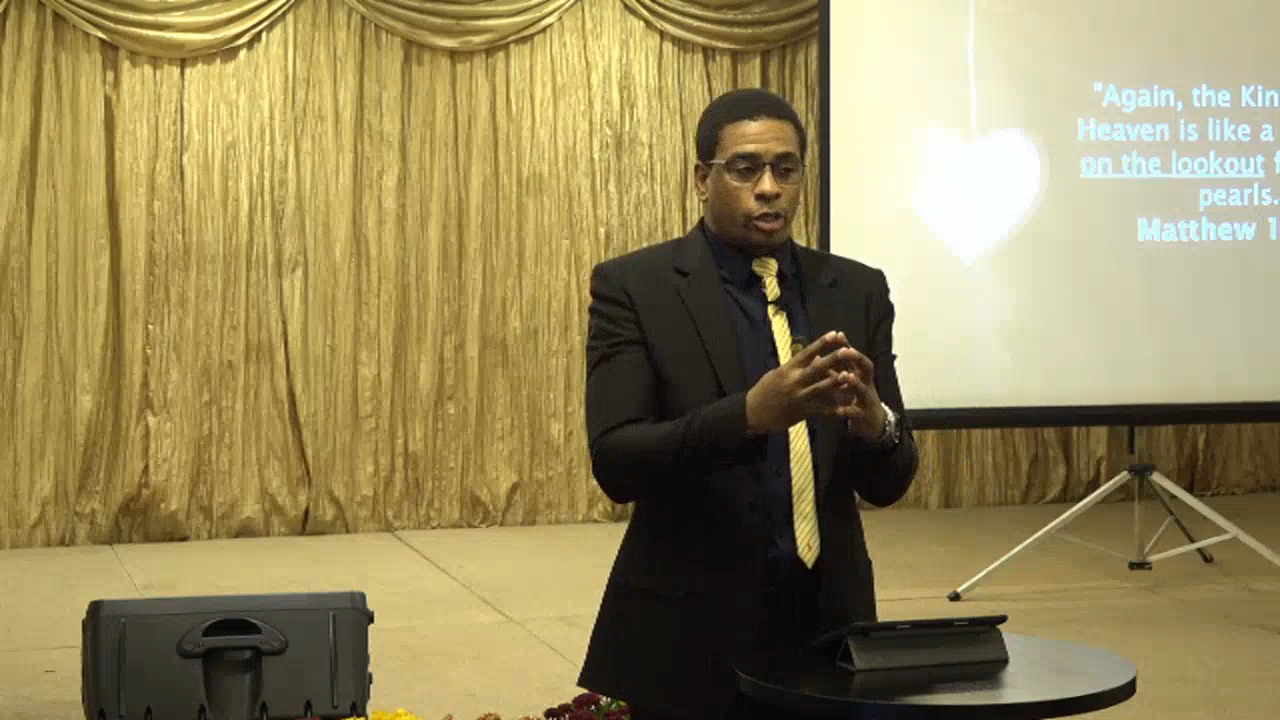 "Again, the Kin
Heaven is like a
on the lookout f
pearls.
Matthew 1